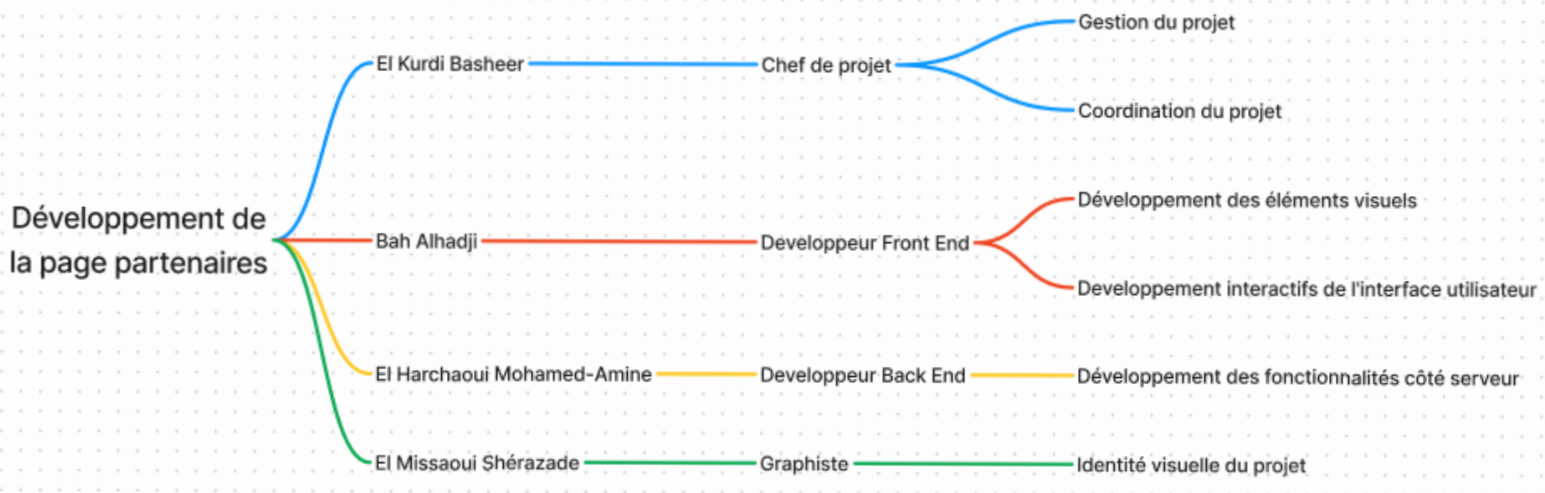 Développement de
la page partenaires
El Kurdi Basheer
Chef de projet
Gestion du projet
Coordination du projet
Bah Alhadji
Developpeur Front End
Développement des éléments visuels
Developpement interactifs de l'interface utilisateur
El Harchaoui Mohamed-Amine
Developpeur Back End
Développement des fonctionnalités côté serveur
El Missaoui Shérazade
Graphiste
Identité visuelle du projet